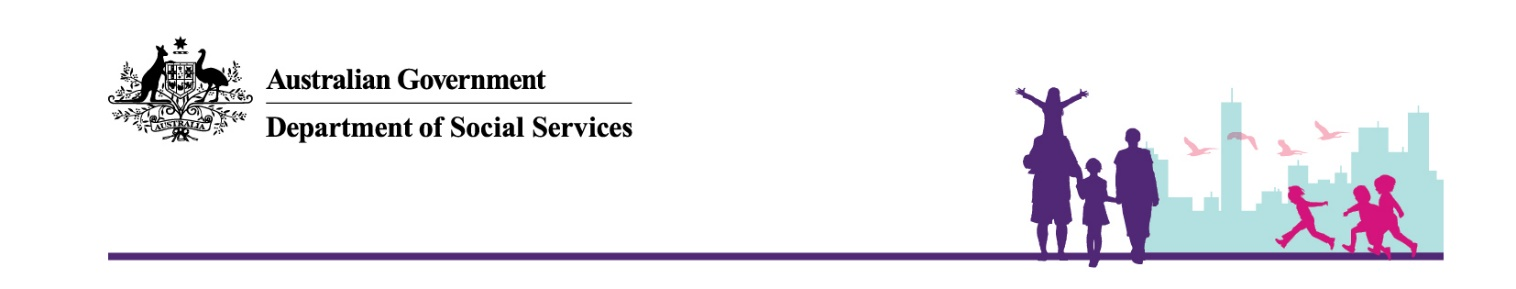 Australian Government
Department of Social Services
AUSTRALIA